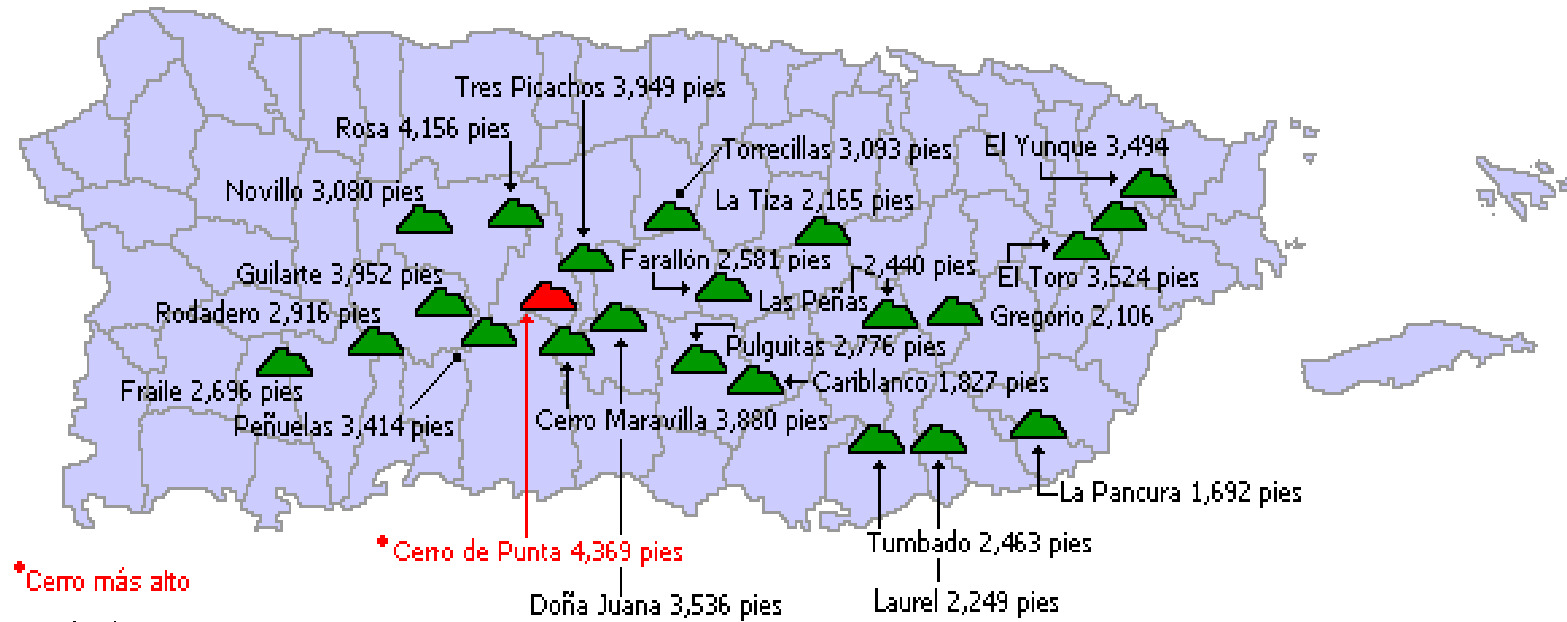 Tres Picachos 3,949 pies
Rosa 4,156 pies
Torrecillas 3,093 pies
El Yunque 3,494
Novillo 3,080 pies
La Tiza 2,165 pies
Farallón 2,581 pies
2,440 pies
Las Peñas
El Toro 3,524 pies
Guilarte 3,952 pies
Rodadero 2,916 pies
Gregorio 2,106
Pulguitas 2,776 pies
Fraile 2,696 pies
Cariblanco 1,827 pies
Peñuelas 3,414 pies
Cerro Maravilla 3,880 pies
La Pancura 1,692 pies
Tumbado 2,463 pies
*Cerro de Punta 4,369 pies
*Cerro más alto
Doña Juana 3,536 pies
Laurel 2,249 pies